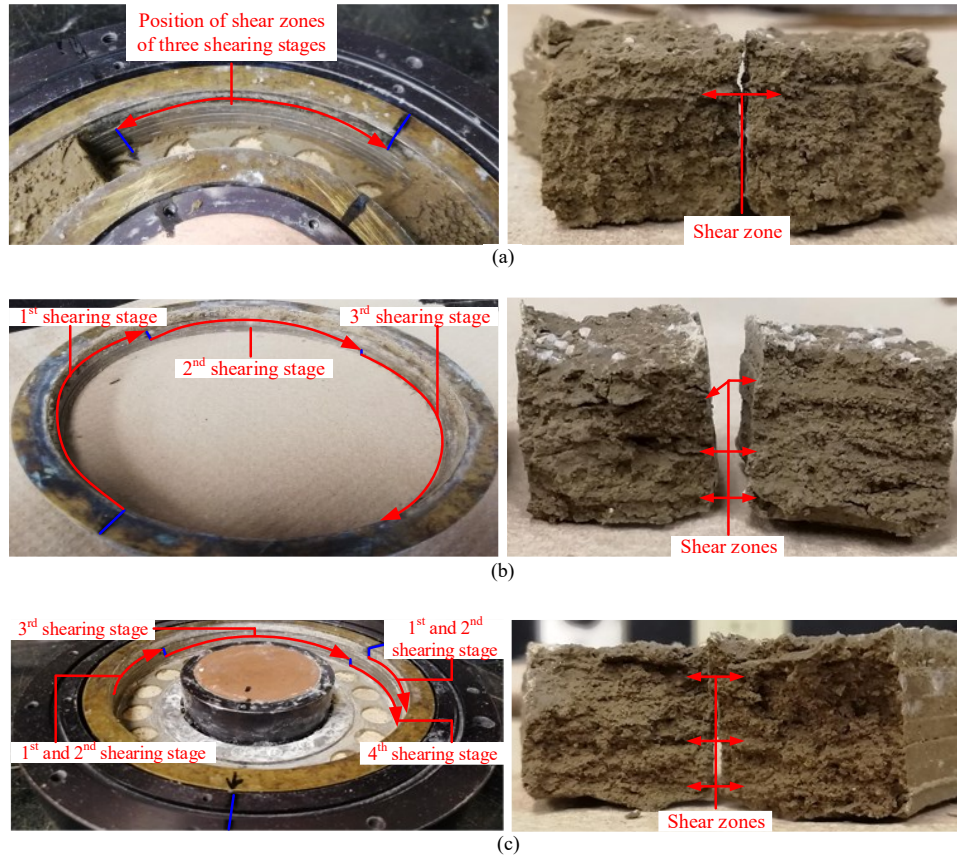 Position of shear zones
of three shearing stages
Shear zone
(a)
1st shearing stage
3rd shearing stage
2nd shearing stage
Shear zones
(b)
3rd shearing stage
1st and 2nd
shearing stage
1st and 2nd shearing stage
4th shearing stage
Shear zones
(c)